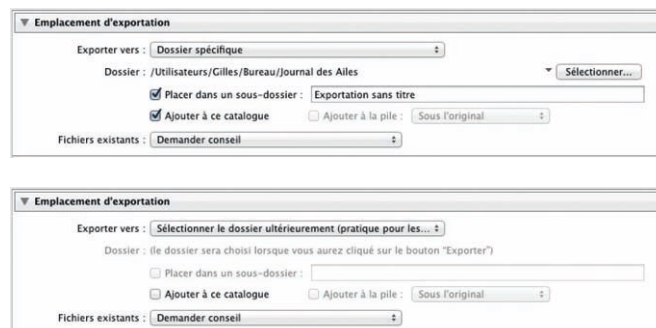 Emplacement d'exportation
Exporter vers : Dossier spécifique
Dossier : /Utilisateurs/Gilles/Bureau/Journal des Ailes Sélectionner...
Placer dans un sous-dossier : Exportation sans titre
Ajouter à ce catalogue Ajouter à la pile : Sous l'original
Fichiers existants : Demander conseil
Emplacement d'exportation
Exporter vers : Sélectionner le dossier ultérieurement (pratique pour les...
Dossier : (le dossier sera choisi lorsque vous aurez cliqué sur le bouton "Exporter")
Placer dans un sous-dossier :
Ajouter à ce catalogue Ajouter à la pile : Sous l'original
Fichiers existants : Demander conseil